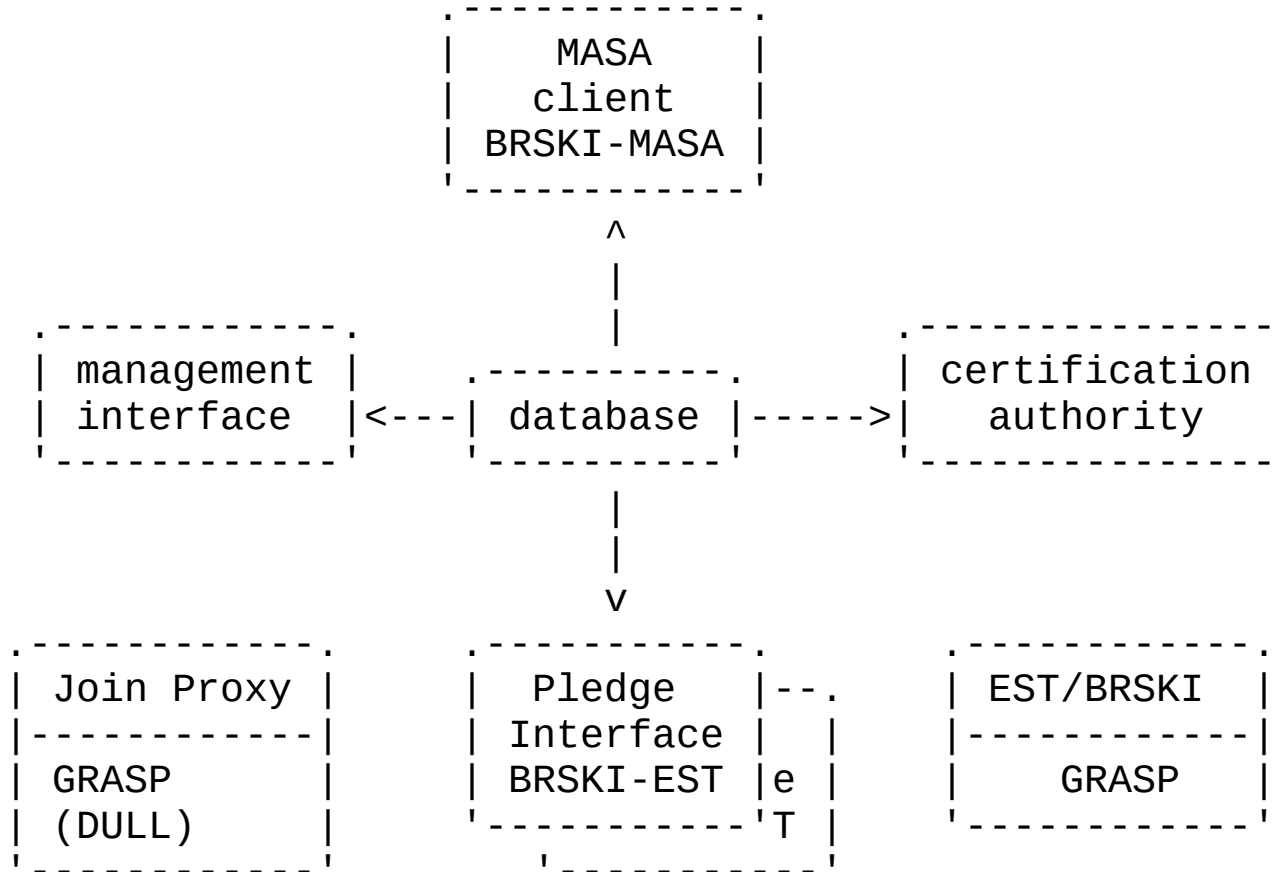 MASA
client
BRSKI-MASA
management
interface
database
certification
authority
Join Proxy
GRASP
(DULL)
Pledge
Interface
BRSKI-EST
e
T
EST/BRSKI
GRASP